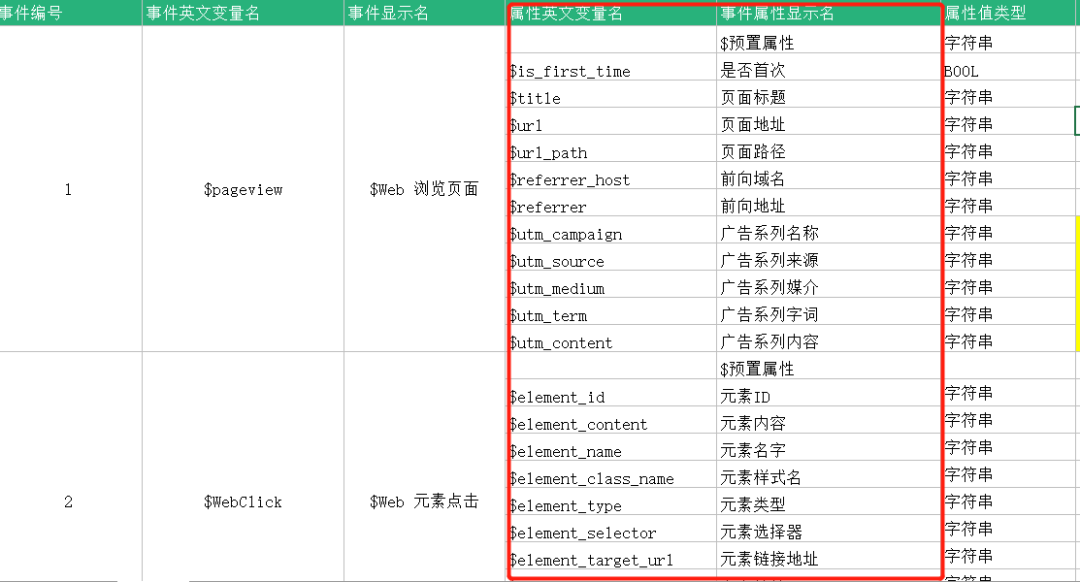 事件编号 事件英文变量名 事件显示名 属性英文变量名 事件属性显示名 属性值类型
$预置属性 字符串
$is_first_time 是否首次 BOOL
$title 页面标题 字符串
$url 页面地址 字符串
$url_path 页面路径 字符串
1 $pageview $Web 浏览页面 $referrer_host 前向域名 字符串
$referrer 前向地址 字符串
$utm_campaign 广告系列名称 字符串
$utm_source 广告系列来源 字符串
$utm_medium 广告系列媒介 字符串
$utm_term 广告系列字词 字符串
$utm_content 广告系列内容 字符串
$预置属性
$element_id 元素ID 字符串
$element_content 元素内容 字符串
$element_name 元素名字 字符串
$element_class_name 元素样式名 字符串
2 $WebClick $Web 元素点击 $element_type 元素类型 字符串
$element_selector 元素选择器 字符串
$element_target_url 元素链接地址 字符串